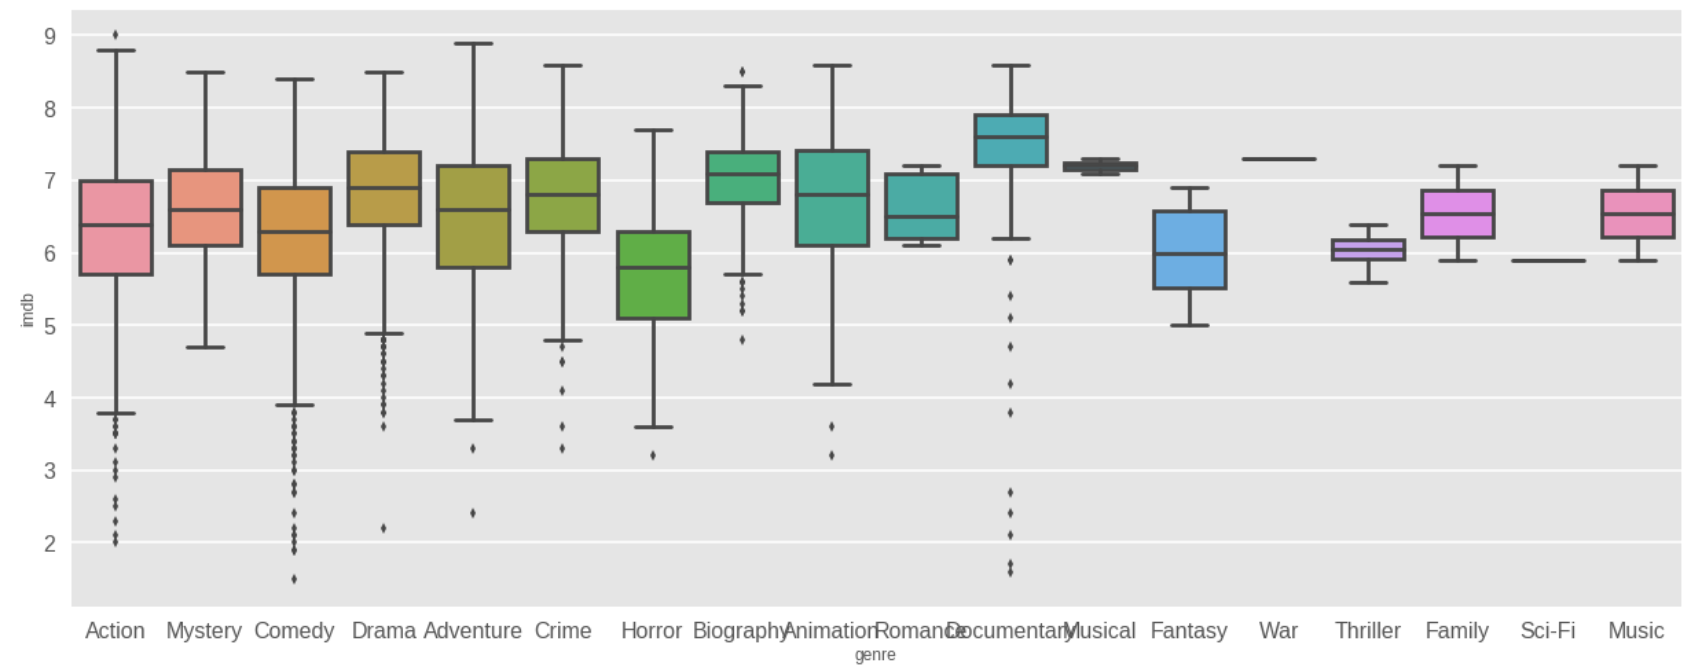 9
8
7
6
5
4
3
2
imdb
Action Mystery Comedy Drama Adventure Crime Horror Biography Animation Romance Documentary Musical Fantasy War Thriller Family Sci-Fi Music
genre